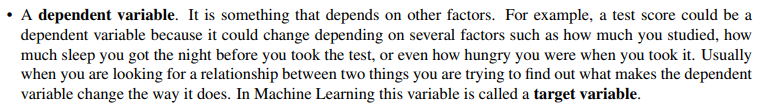 • A dependent variable. It is something that depends on other factors. For example, a test score could be a
dependent variable because it could change depending on several factors such as how much you studied, how
much sleep you got the night before you took the test, or even how hungry you were when you took it. Usually
when you are looking for a relationship between two things you are trying to find out what makes the dependent
variable change the way it does. In Machine Learning this variable is called a target variable.